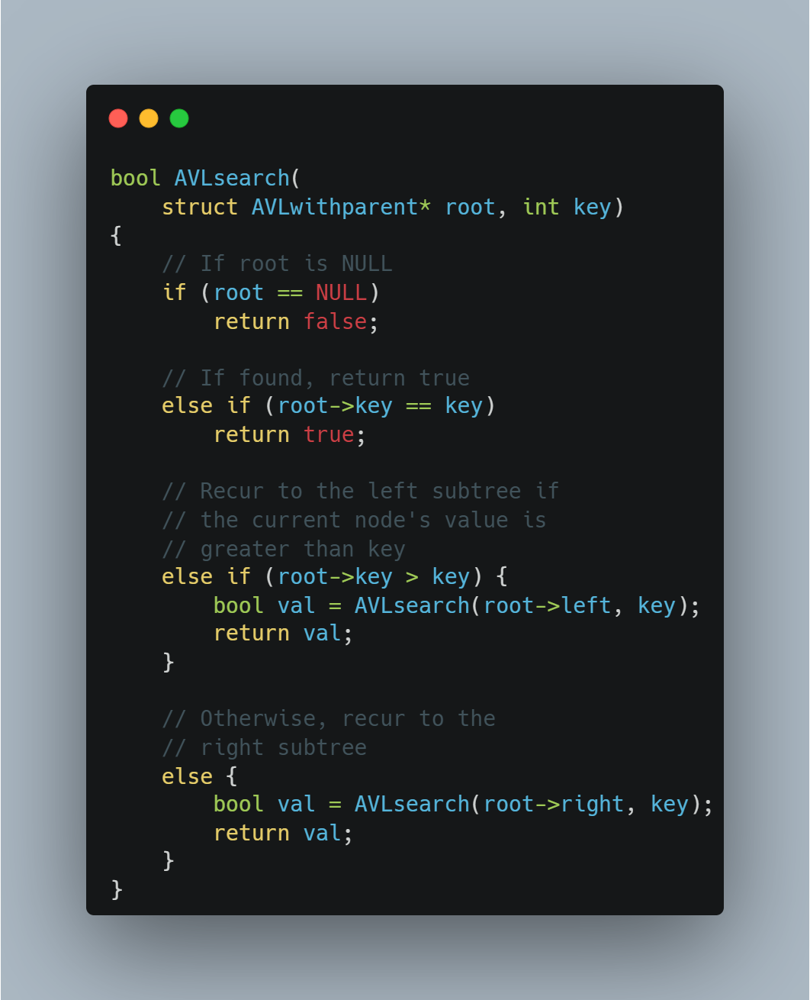 bool AVLsearch(
    struct AVLwithparent* root, int key)
{
    // If root is NULL
    if (root == NULL)
        return false;

    // If found, return true
    else if (root->key == key)
        return true;

    // Recur to the left subtree if
    // the current node's value is
    // greater than key
    else if (root->key > key) {
        bool val = AVLsearch(root->left, key);
        return val;
    }

    // Otherwise, recur to the
    // right subtree
    else {
        bool val = AVLsearch(root->right, key);
        return val;
    }
}